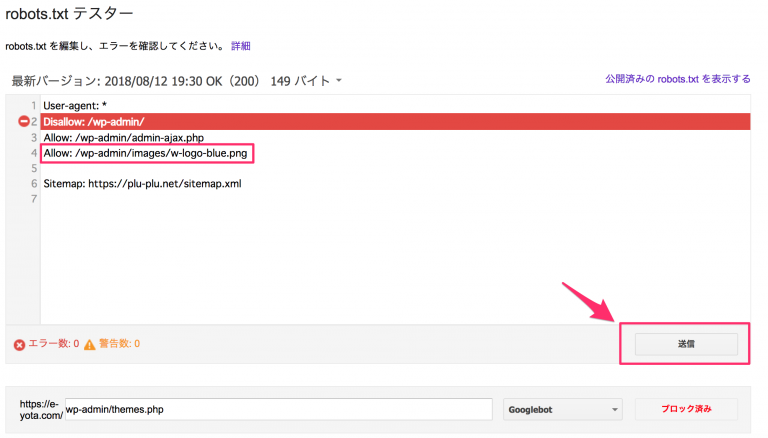 robots.txt テスター
robots.txt を編集し、エラーを確認してください。 詳細
最新バージョン: 2018/08/12 19:30 OK（200） 149 バイト
公開済みの robots.txt を表示する
1 User-agent: *
2 Disallow: /wp-admin/
3 Allow: /wp-admin/admin-ajax.php
4 Allow: /wp-admin/images/w-logo-blue.png
5
6 Sitemap: https://plu-plu.net/sitemap.xml
7
エラー数: 0 警告数: 0
送信
https://e-
yota.com/
wp-admin/themes.php
Googlebot
ブロック済み